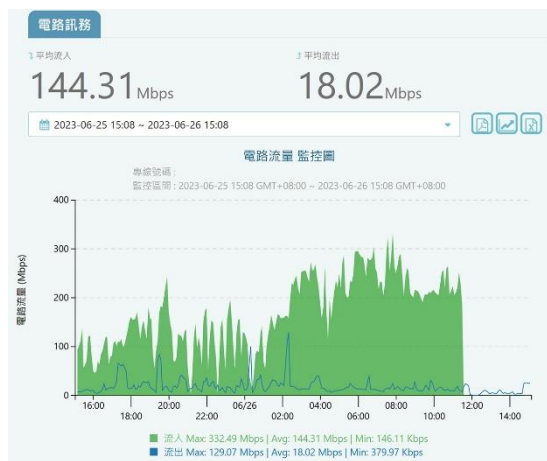 電路訊務
平均流入
平均流出
144.31 Mbps
18.02 Mbps
2023-06-25 15:08 ~ 2023-06-26 15:08
電路流量 監控圖
專線號碼 :
監控區間 : 2023-06-25 15:08 GMT+08:00 ~ 2023-06-26 15:08 GMT+08:00
電路流量 (Mbps)
400
300
200
100
0
16:00
18:00
20:00
22:00
06/26
02:00
04:00
06:00
08:00
10:00
12:00
14:00
流入 Max: 332.49 Mbps | Avg: 144.31 Mbps | Min: 146.11 Kbps
流出 Max: 129.07 Mbps | Avg: 18.02 Mbps | Min: 379.97 Kbps